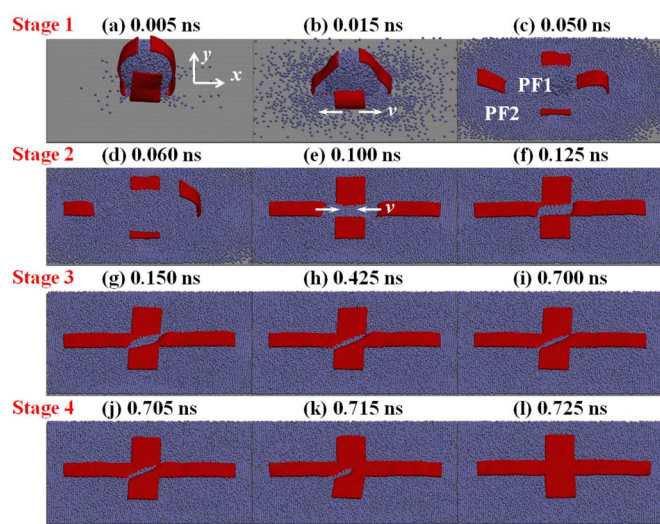 Stage 1 (a) 0.005 ns (b) 0.015 ns (c) 0.050 ns
y
x
v
PF1
PF2
Stage 2 (d) 0.060 ns (e) 0.100 ns (f) 0.125 ns
v
Stage 3 (g) 0.150 ns (h) 0.425 ns (i) 0.700 ns
Stage 4 (j) 0.705 ns (k) 0.715 ns (l) 0.725 ns